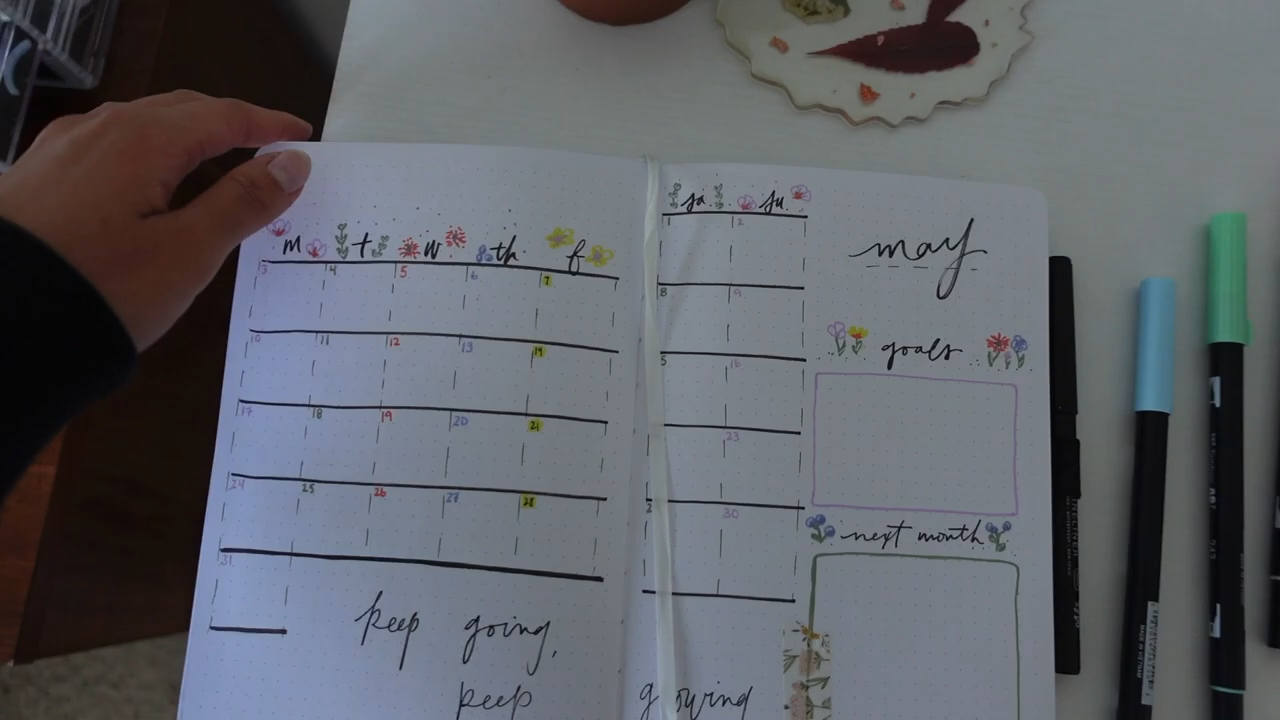 m t w th f sa su
1 2
3 4 5 6 7 8 9
10 11 12 13 14 5 16
17 18 19 20 21 23
24 25 26 27 28 2 30
31
may
goals
next month
keep going,
keep growing